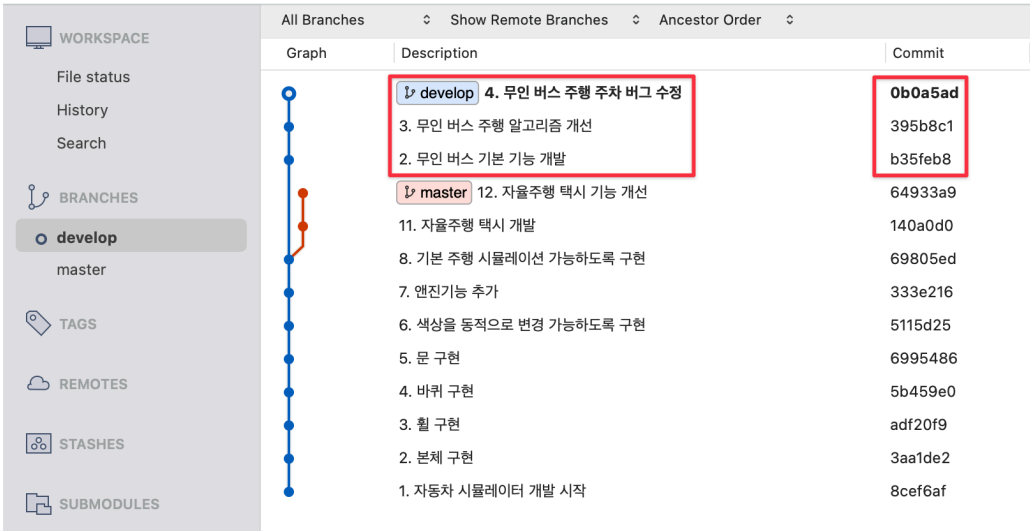 WORKSPACE
File status
History
Search
BRANCHES
develop
master
TAGS
REMOTES
STASHES
SUBMODULES
All Branches Show Remote Branches Ancestor Order
Graph Description Commit
develop 4. 무인 버스 주행 주차 버그 수정 0b0a5ad
3. 무인 버스 주행 알고리즘 개선 395b8c1
2. 무인 버스 기본 기능 개발 b35feb8
master 12. 자율주행 택시 기능 개선 64933a9
11. 자율주행 택시 개발 140a0d0
8. 기본 주행 시뮬레이션 가능하도록 구현 69805ed
7. 앤진기능 추가 333e216
6. 색상을 동적으로 변경 가능하도록 구현 5115d25
5. 문 구현 6995486
4. 바퀴 구현 5b459e0
3. 휠 구현 adf20f9
2. 본체 구현 3aa1de2
1. 자동차 시뮬레이터 개발 시작 8cef6af